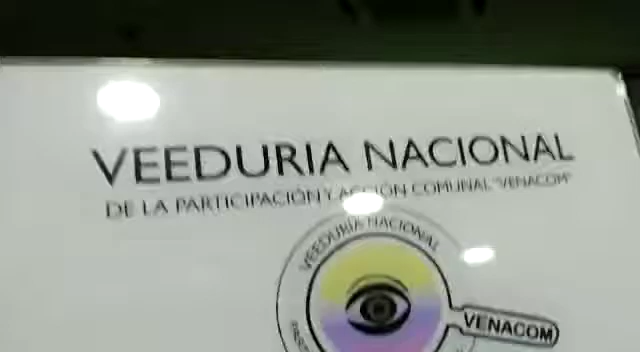 VEEDURIA NACIONAL
DE LA PARTICIPACIÓN Y ACCIÓN COMUNAL "VENACOM"
VEEDURIA NACIONAL
VENACOM